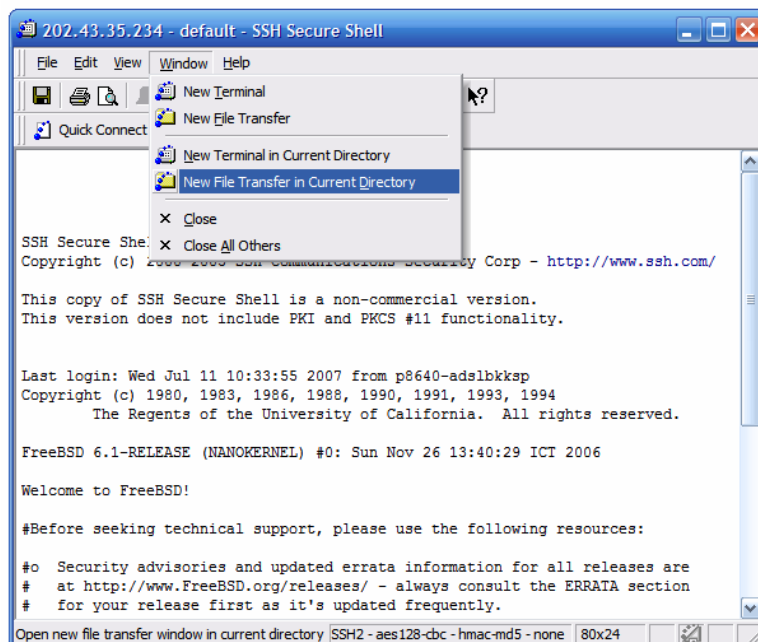 202.43.35.234 - default - SSH Secure Shell
File Edit View Window Help
New Terminal
New File Transfer
Quick Connect
New Terminal in Current Directory
New File Transfer in Current Directory
Close
Close All Others
SSH Secure
Copyright (c) Communications Security Corp - http://www.ssh.com/
This copy of SSH Secure Shell is a non-commercial version.
This version does not include PKI and PKCS #11 functionality.
Last login: Wed Jul 11 10:33:55 2007 from p8640-adslbkksp
Copyright (c) 1980, 1983, 1986, 1988, 1990, 1991, 1993, 1994
The Regents of the University of California. All rights reserved.
FreeBSD 6.1-RELEASE (NANOKERNEL) #0: Sun Nov 26 13:40:29 ICT 2006
Welcome to FreeBSD!
#Before seeking technical support, please use the following resources:
#o Security advisories and updated errata information for all releases are
# at http://www.FreeBSD.org/releases/ - always consult the ERRATA section
# for your release first as it's updated frequently.
Open new file transfer window in current directory SSH2 - aes128-cbc - hmac-md5 - none 80x24